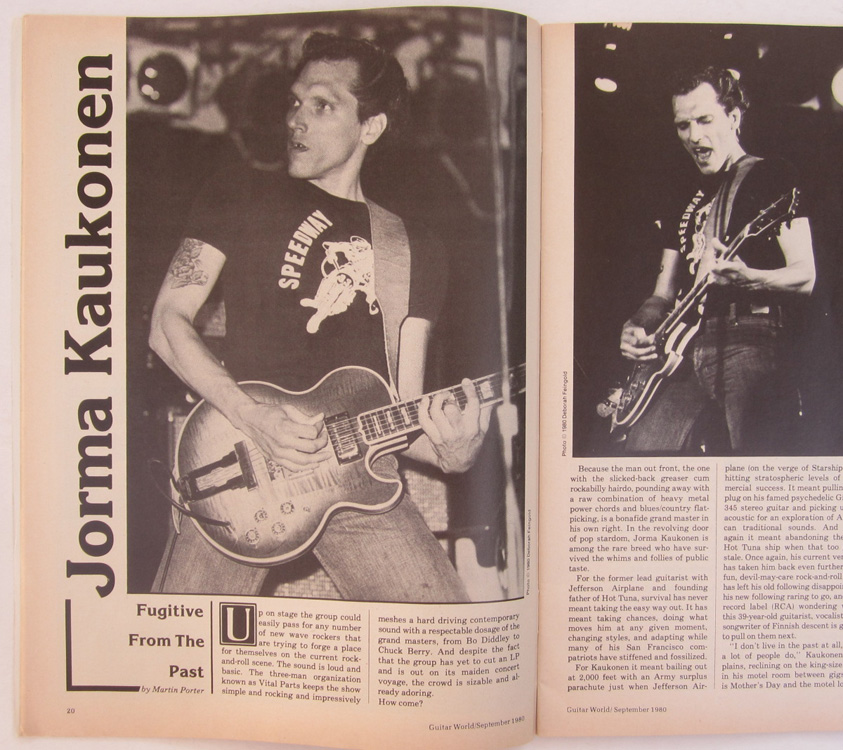 Jorma Kaukonen
SPEEDWAY
Photo © 1980 Deborah Feingold
Fugitive
From The
Past
by Martin Porter
Up on stage the group could
easily pass for any number
of new wave rockers that
are trying to forge a place
for themselves on the current rock-
and-roll scene. The sound is loud and
basic. The three-man organization
known as Vital Parts keeps the show
simple and rocking and impressively
meshes a hard driving contemporary
sound with a respectable dosage of the
grand masters, from Bo Diddley to
Chuck Berry. And despite the fact
that the group has yet to cut an LP
and is out on its maiden concert
voyage, the crowd is sizable and al-
ready adoring.
How come?
20
Guitar World/September 1980
SPEEDWAY
Photo © 1980 Deborah Feingold
Because the man out front, the one
with the slicked-back greaser cum
rockabilly hairdo, pounding away with
a raw combination of heavy metal
power chords and blues/country flat-
picking, is a bonafide grand master in
his own right. In the revolving door
of pop stardom, Jorma Kaukonen is
among the rare breed who have sur-
vived the whims and follies of public
taste.
For the former lead guitarist with
Jefferson Airplane and founding
father of Hot Tuna, survival has never
meant taking the easy way out. It has
meant taking chances, doing what
moves him at any given moment,
changing styles, and adapting while
many of his San Francisco com-
patriots have stiffened and fossilized.
For Kaukonen it meant bailing out
at 2,000 feet with an Army surplus
parachute just when Jefferson Air-
plane (on the verge of Starship
hitting stratospheric levels of
mercial success. It meant pullin
plug on his famed psychedelic G
345 stereo guitar and picking u
acoustic for an exploration of A
can traditional sounds. And
again it meant abandoning the
Hot Tuna ship when that too
stale. Once again, his current ver
has taken him back even further
fun, devil-may-care rock-and-roll
has left his old following disappoi
his new following raring to go, an
record label (RCA) wondering
this 39-year-old guitarist, vocalist
songwriter of Finnish descent is g
to pull on them next.
"I don't live in the past at all,
a lot of people do," Kaukonen
plains, reclining on the king-size
in his motel room between gigs
is Mother's Day and the motel lo
Guitar World/ September 1980